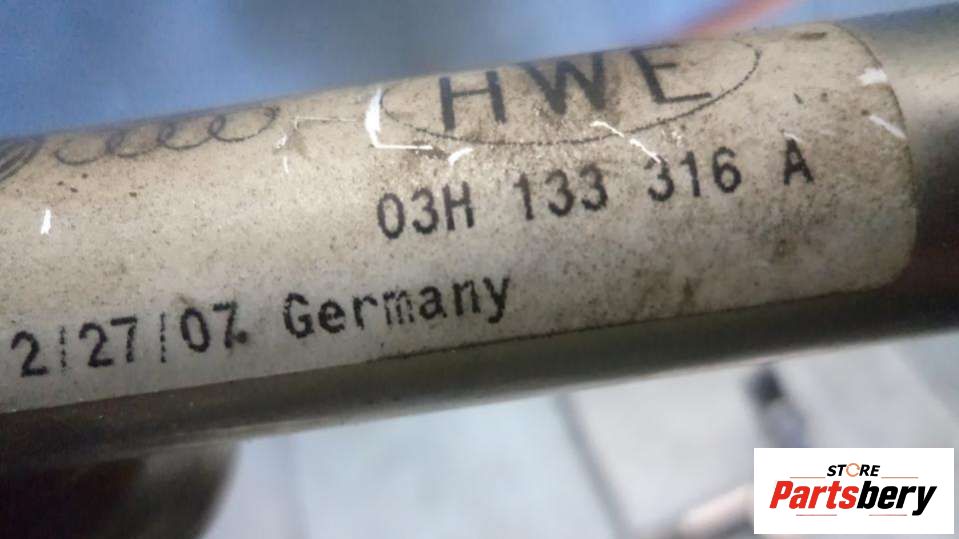 HWE
03H 133 316 A
2|27|07. Germany
STORE
Partsbery